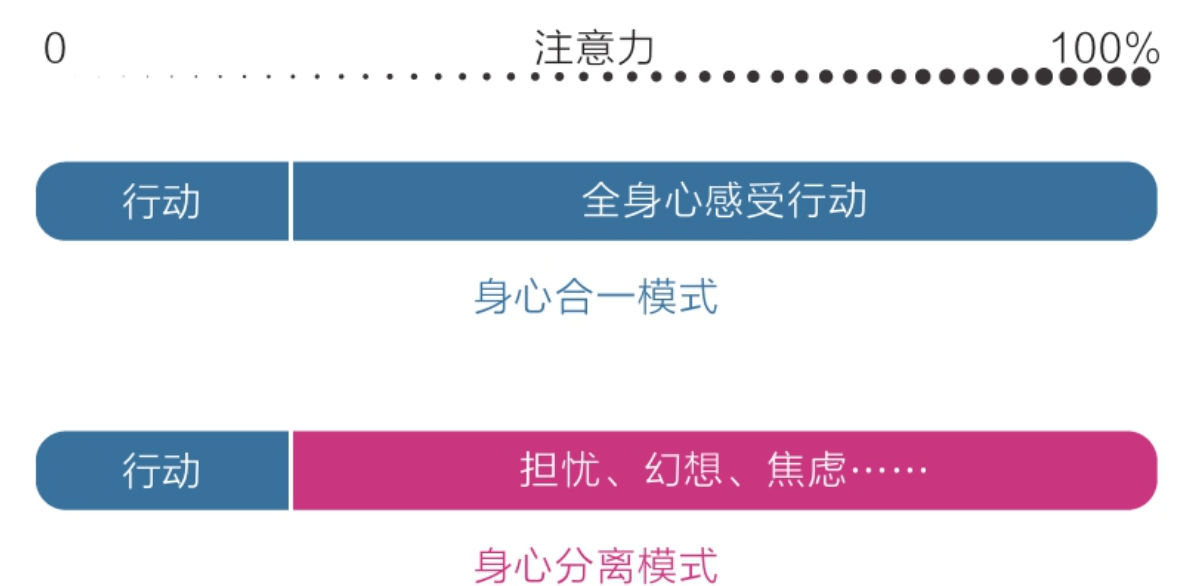 0 注意力 100%
行动 全身心感受行动
身心合一模式
行动 担忧、幻想、焦虑……
身心分离模式